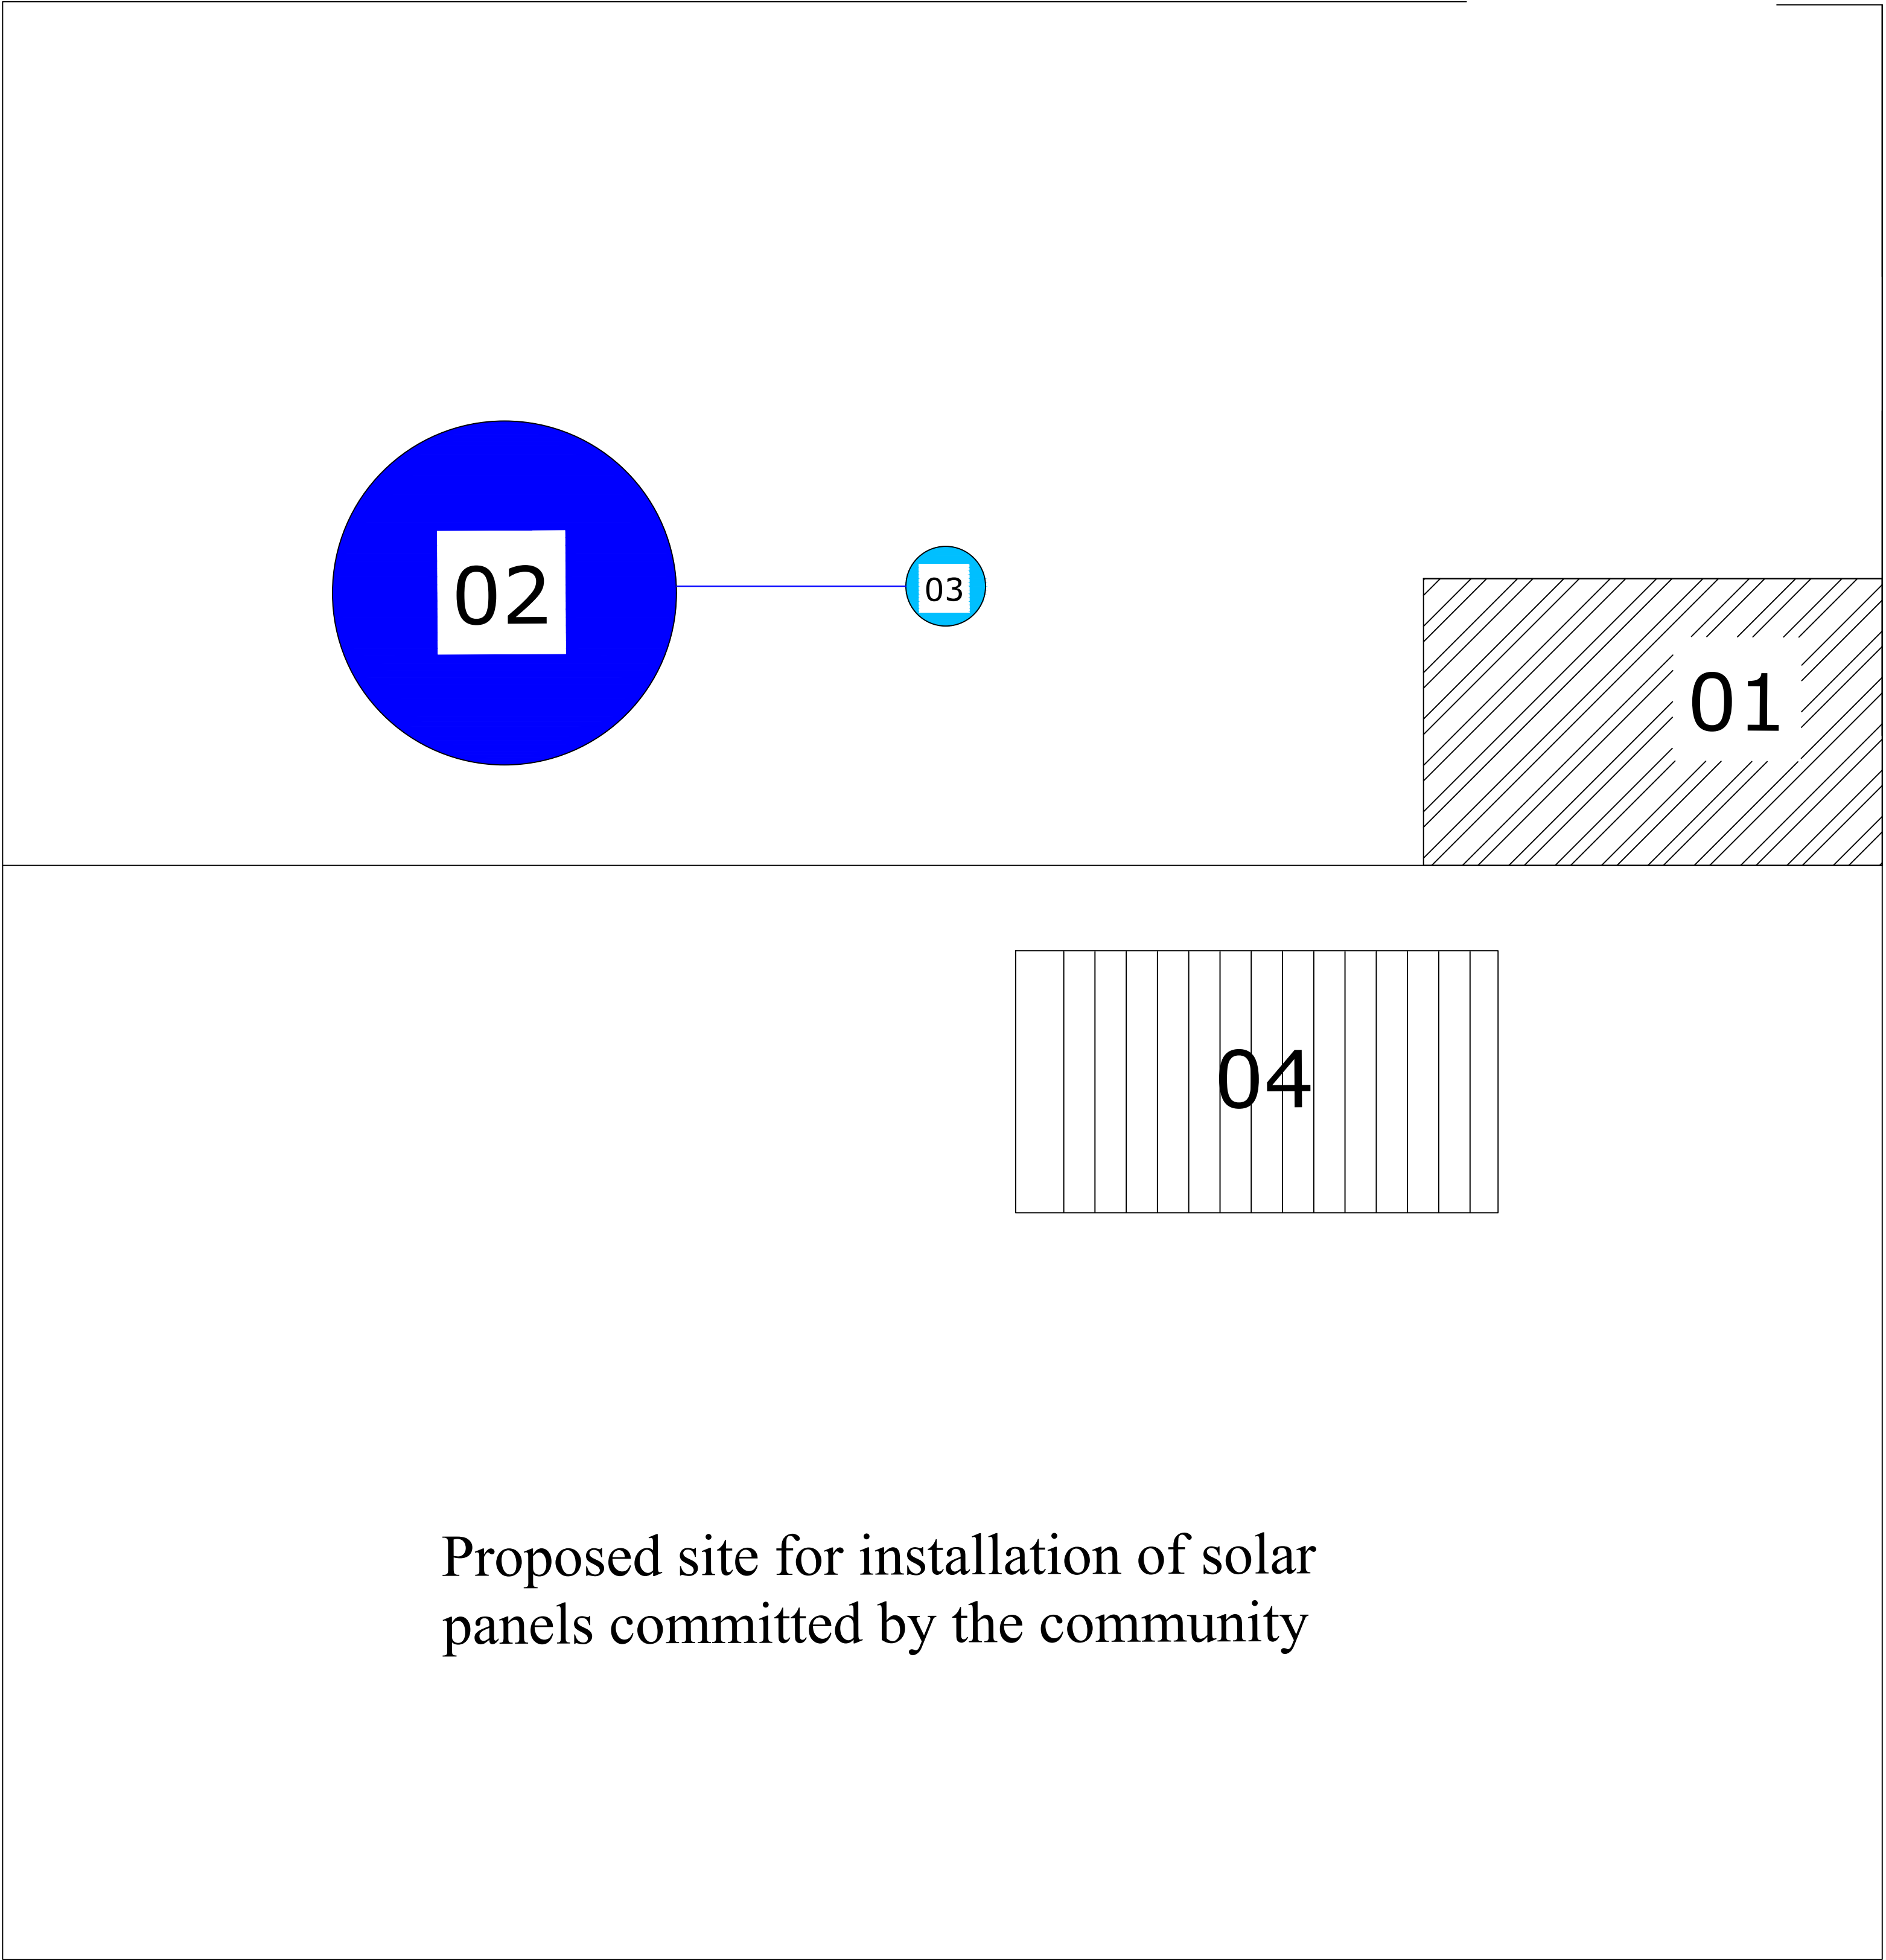 02
03
01
04
Proposed site for installation of solar
panels committed by the community